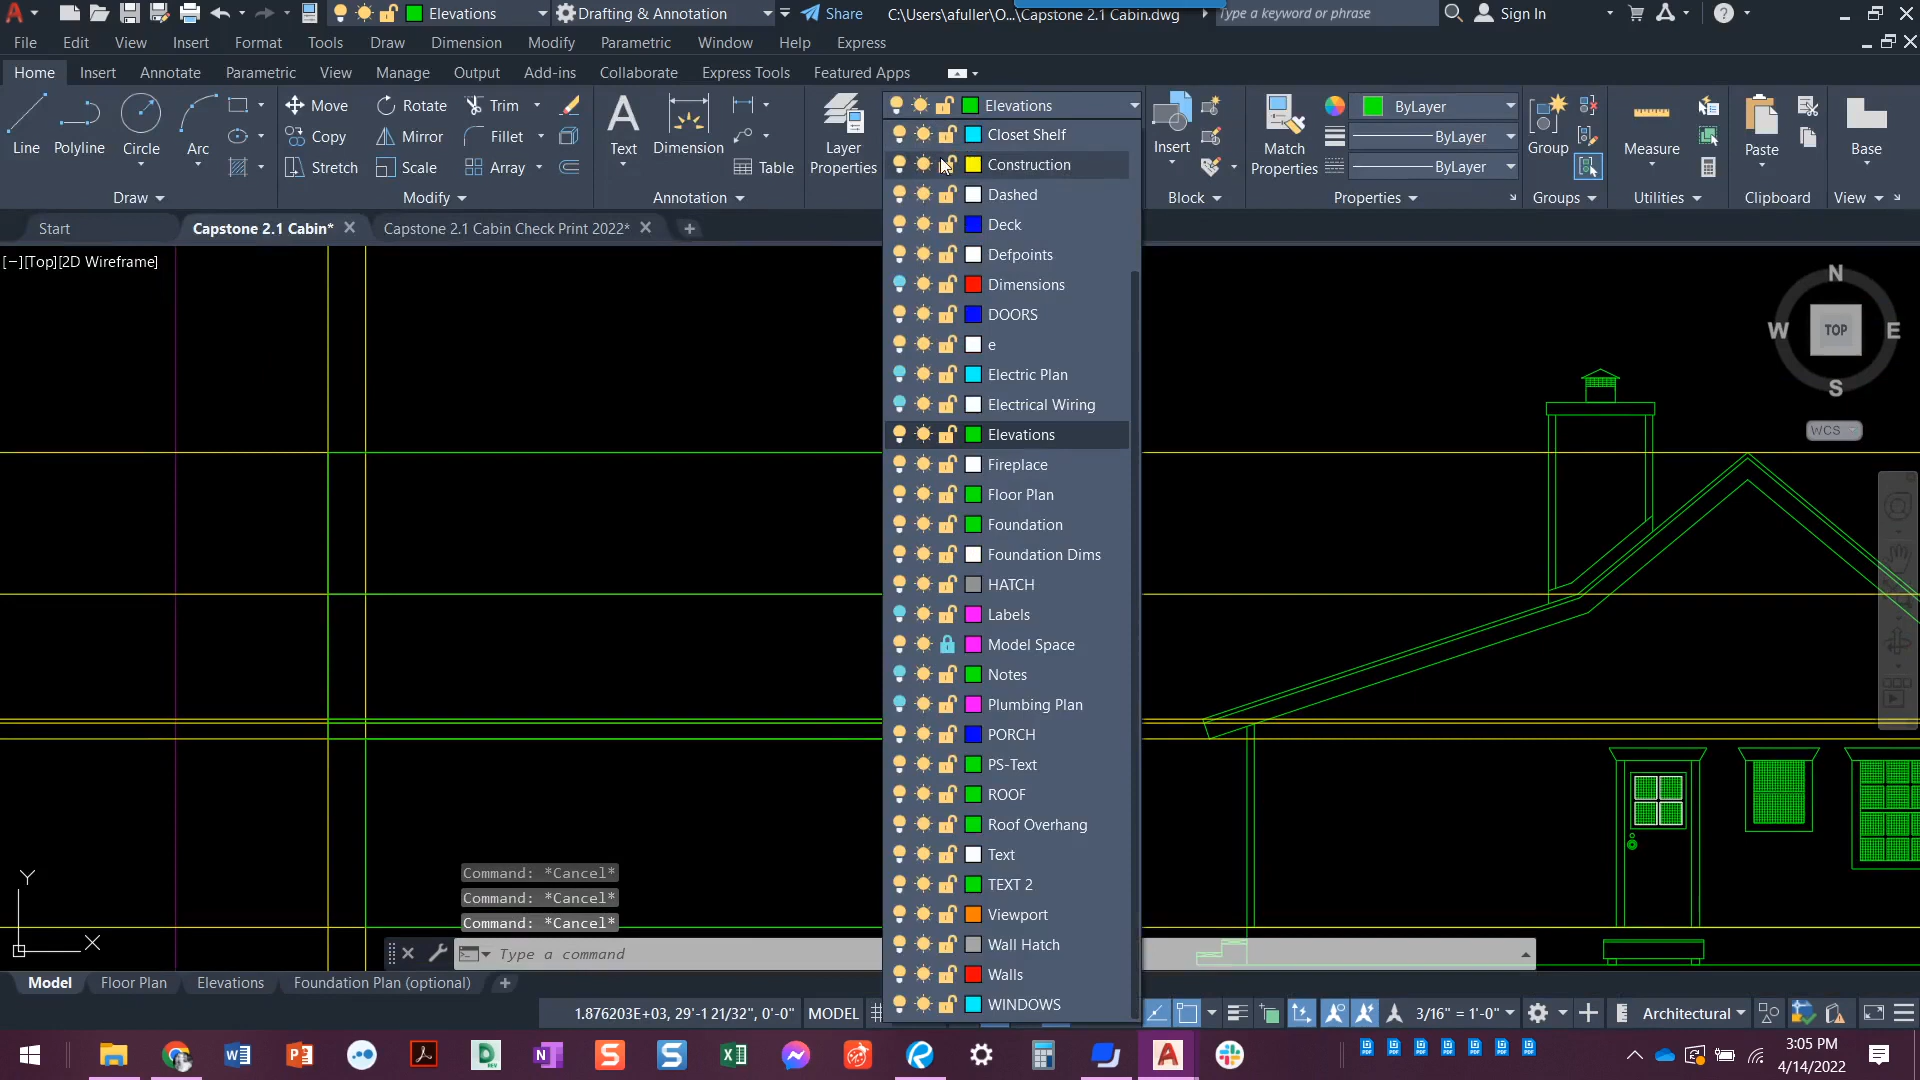 Elevations
Drafting & Annotation
Share
C:\Users\afuller\O...\Capstone 2.1 Cabin.dwg
Type a keyword or phrase
Sign In
File Edit View Insert Format Tools Draw Dimension Modify Parametric Window Help Express
Home Insert Annotate Parametric View Manage Output Add-ins Collaborate Express Tools Featured Apps
Line Polyline Circle Arc
Move Rotate Trim
Copy Mirror Fillet
Stretch Scale Array
Text Dimension Table
Layer Properties
Elevations
Insert
Match Properties
ByLayer
ByLayer
ByLayer
Group Measure Paste Base
Draw Modify Annotation Block Properties Groups Utilities Clipboard View
Start
Capstone 2.1 Cabin*
Capstone 2.1 Cabin Check Print 2022*
[−][Top][2D Wireframe]
Closet Shelf
Construction
Dashed
Deck
Defpoints
Dimensions
DOORS
e
Electric Plan
Electrical Wiring
Elevations
Fireplace
Floor Plan
Foundation
Foundation Dims
HATCH
Labels
Model Space
Notes
Plumbing Plan
PORCH
PS-Text
ROOF
Roof Overhang
Text
TEXT 2
Viewport
Wall Hatch
Walls
WINDOWS
N
W TOP E
S
WCS
Y
X
Command: *Cancel*
Command: *Cancel*
Command: *Cancel*
Type a command
Model Floor Plan Elevations Foundation Plan (optional)
1.876203E+03, 29'-1 21/32", 0'-0" MODEL
3/16" = 1'-0"
Architectural
3:05 PM
4/14/2022